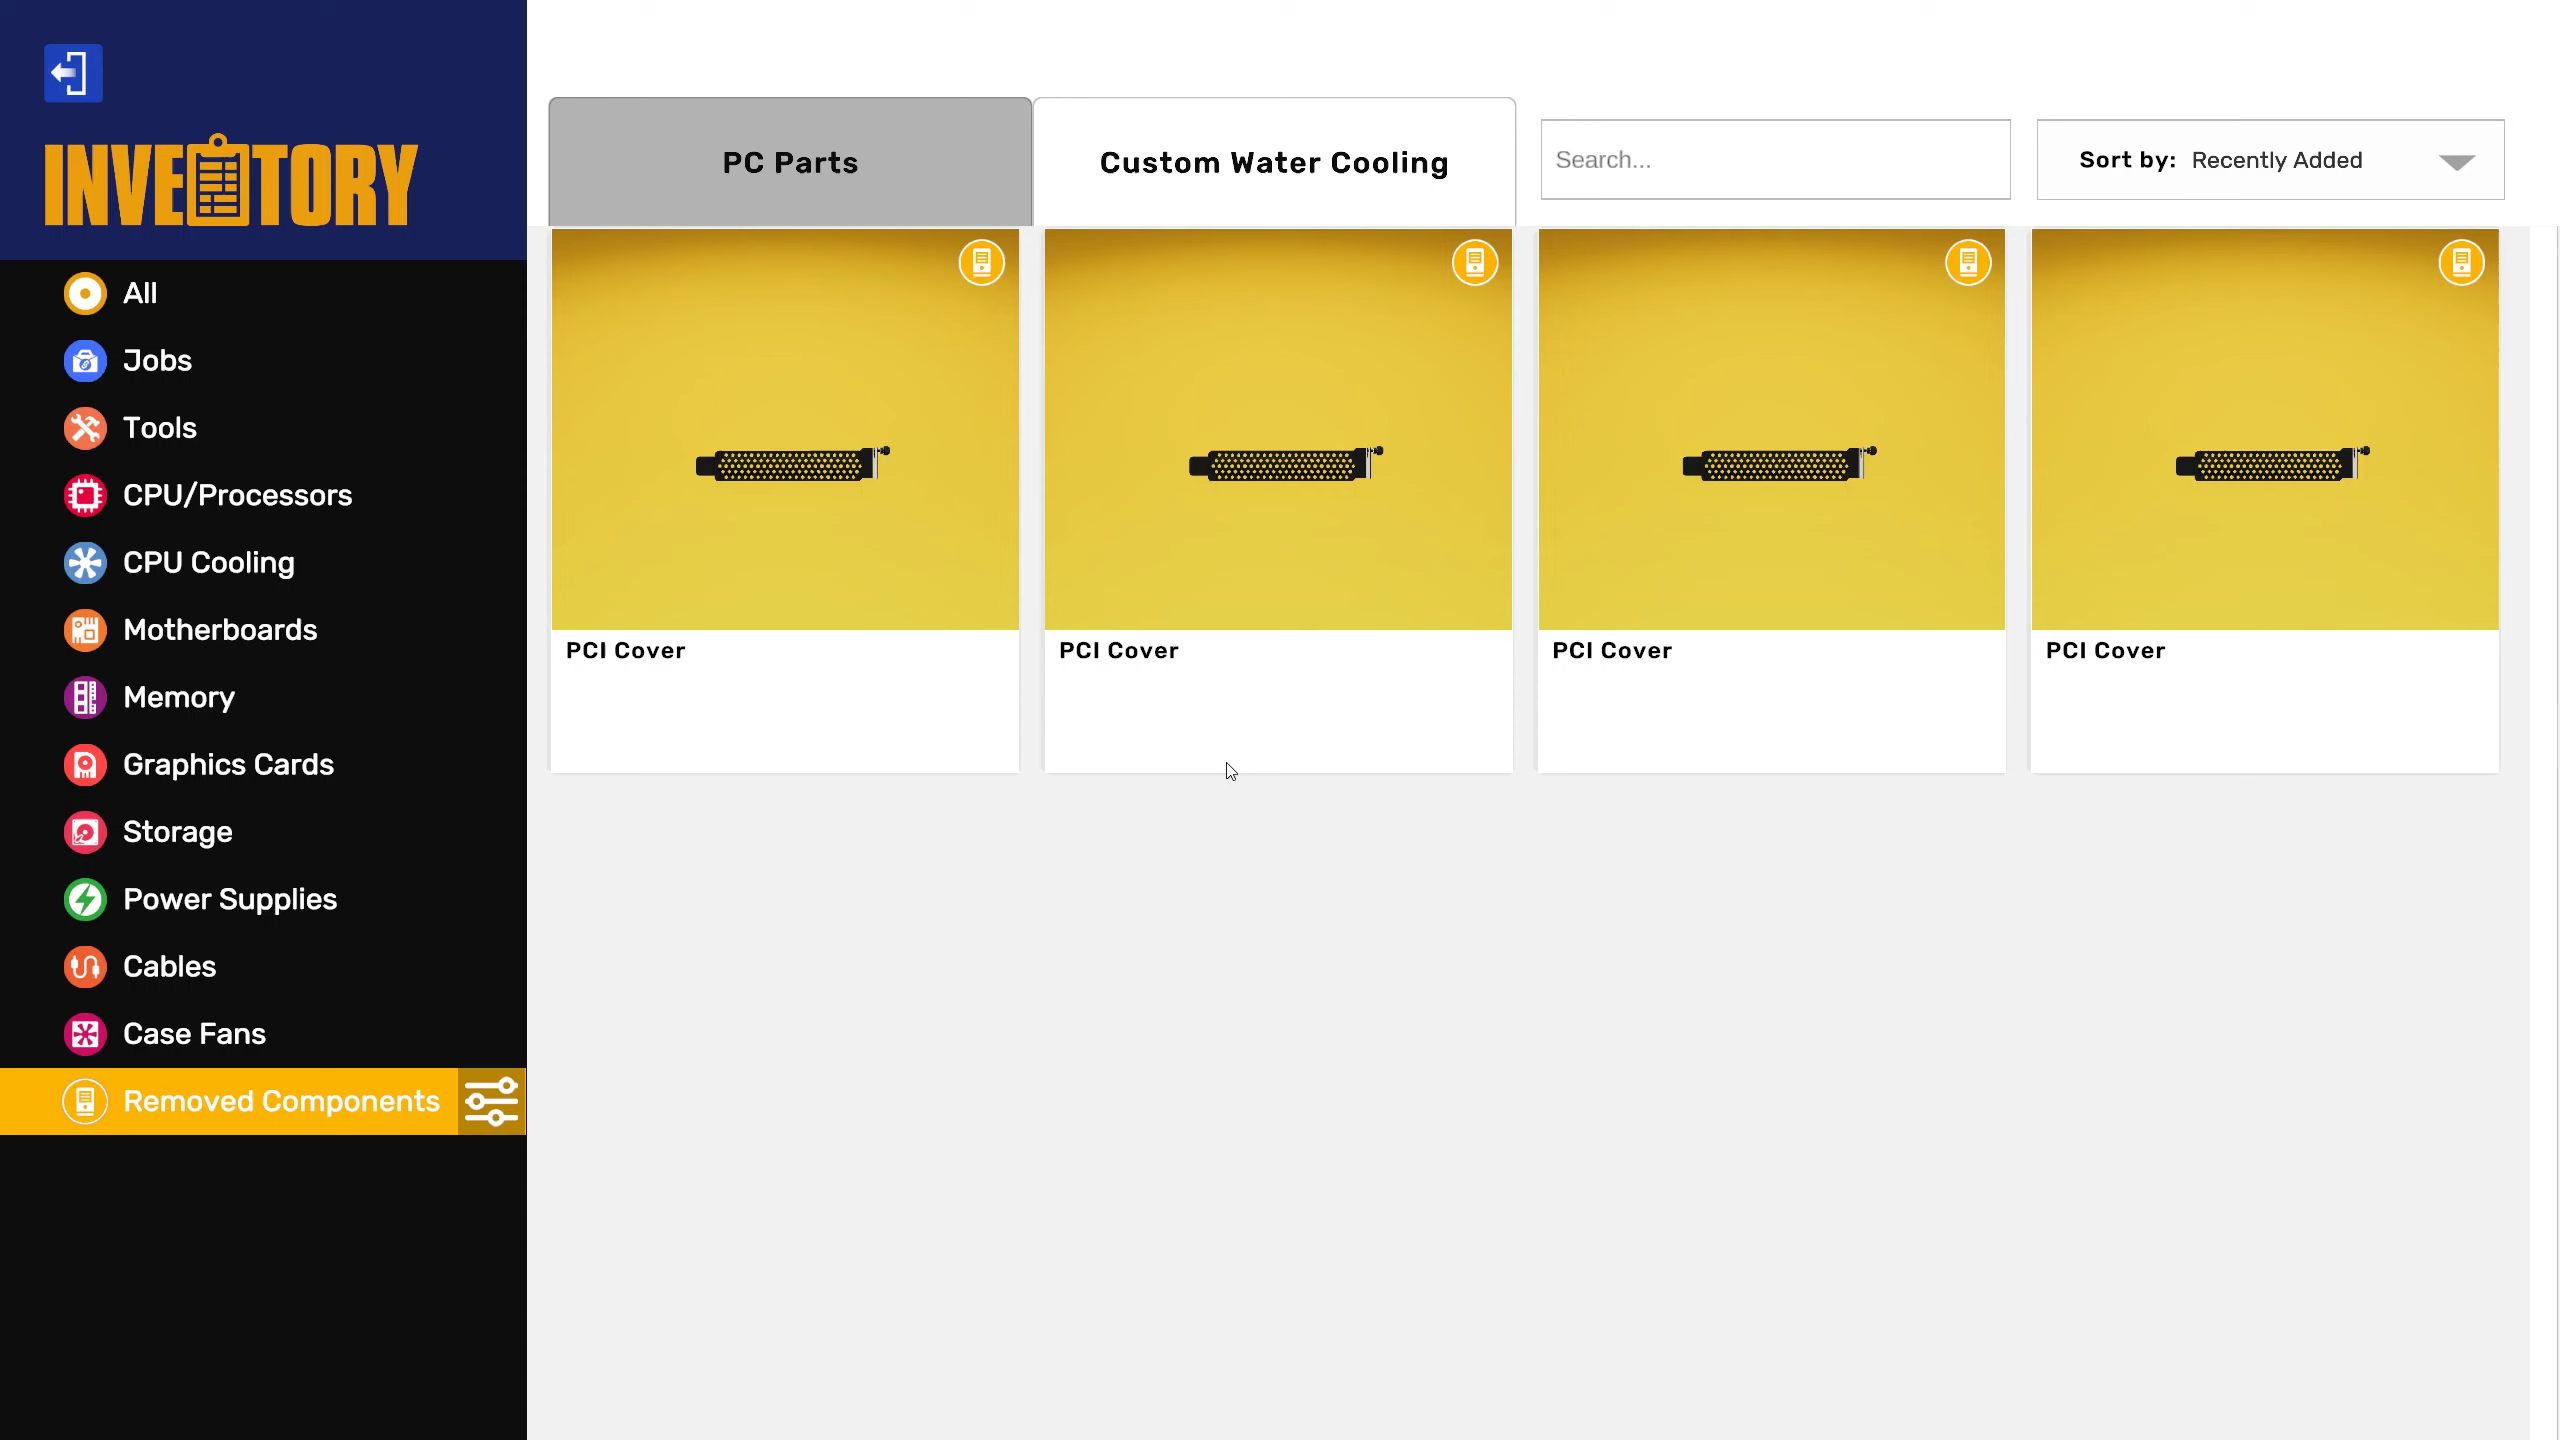 INVENTORY
All
Jobs
Tools
CPU/Processors
CPU Cooling
Motherboards
Memory
Graphics Cards
Storage
Power Supplies
Cables
Case Fans
Removed Components
PC Parts
Custom Water Cooling
Search...
Sort by: Recently Added
PCI Cover
PCI Cover
PCI Cover
PCI Cover